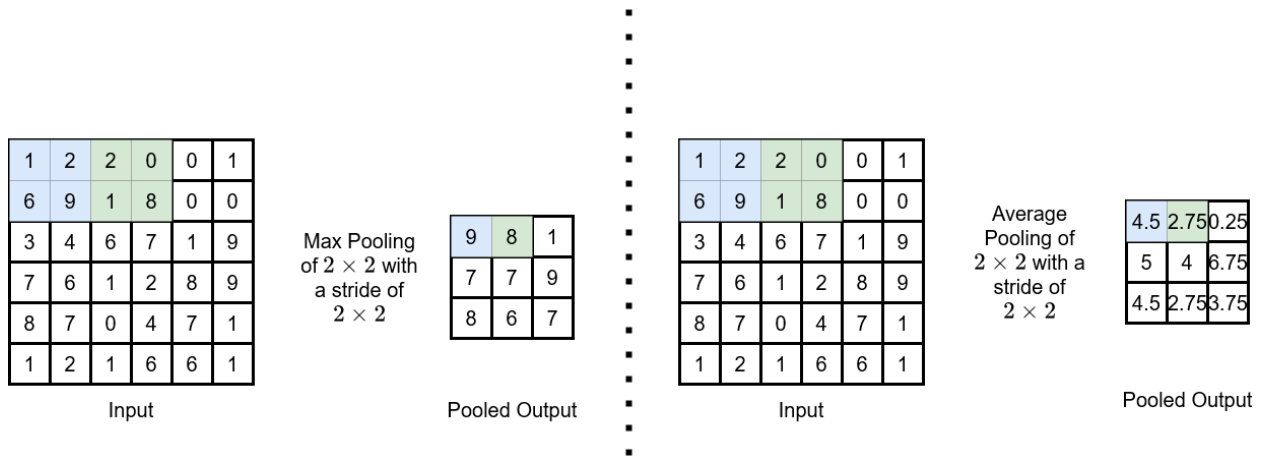 1 2 2 0 0 1
6 9 1 8 0 0
3 4 6 7 1 9
7 6 1 2 8 9
8 7 0 4 7 1
1 2 1 6 6 1
Input
Max Pooling
of 2 × 2 with
a stride of
2 × 2
9 8 1
7 7 9
8 6 7
Pooled Output
1 2 2 0 0 1
6 9 1 8 0 0
3 4 6 7 1 9
7 6 1 2 8 9
8 7 0 4 7 1
1 2 1 6 6 1
Input
Average
Pooling of
2 × 2 with a
stride of
2 × 2
4.5 2.75 0.25
5 4 6.75
4.5 2.75 3.75
Pooled Output